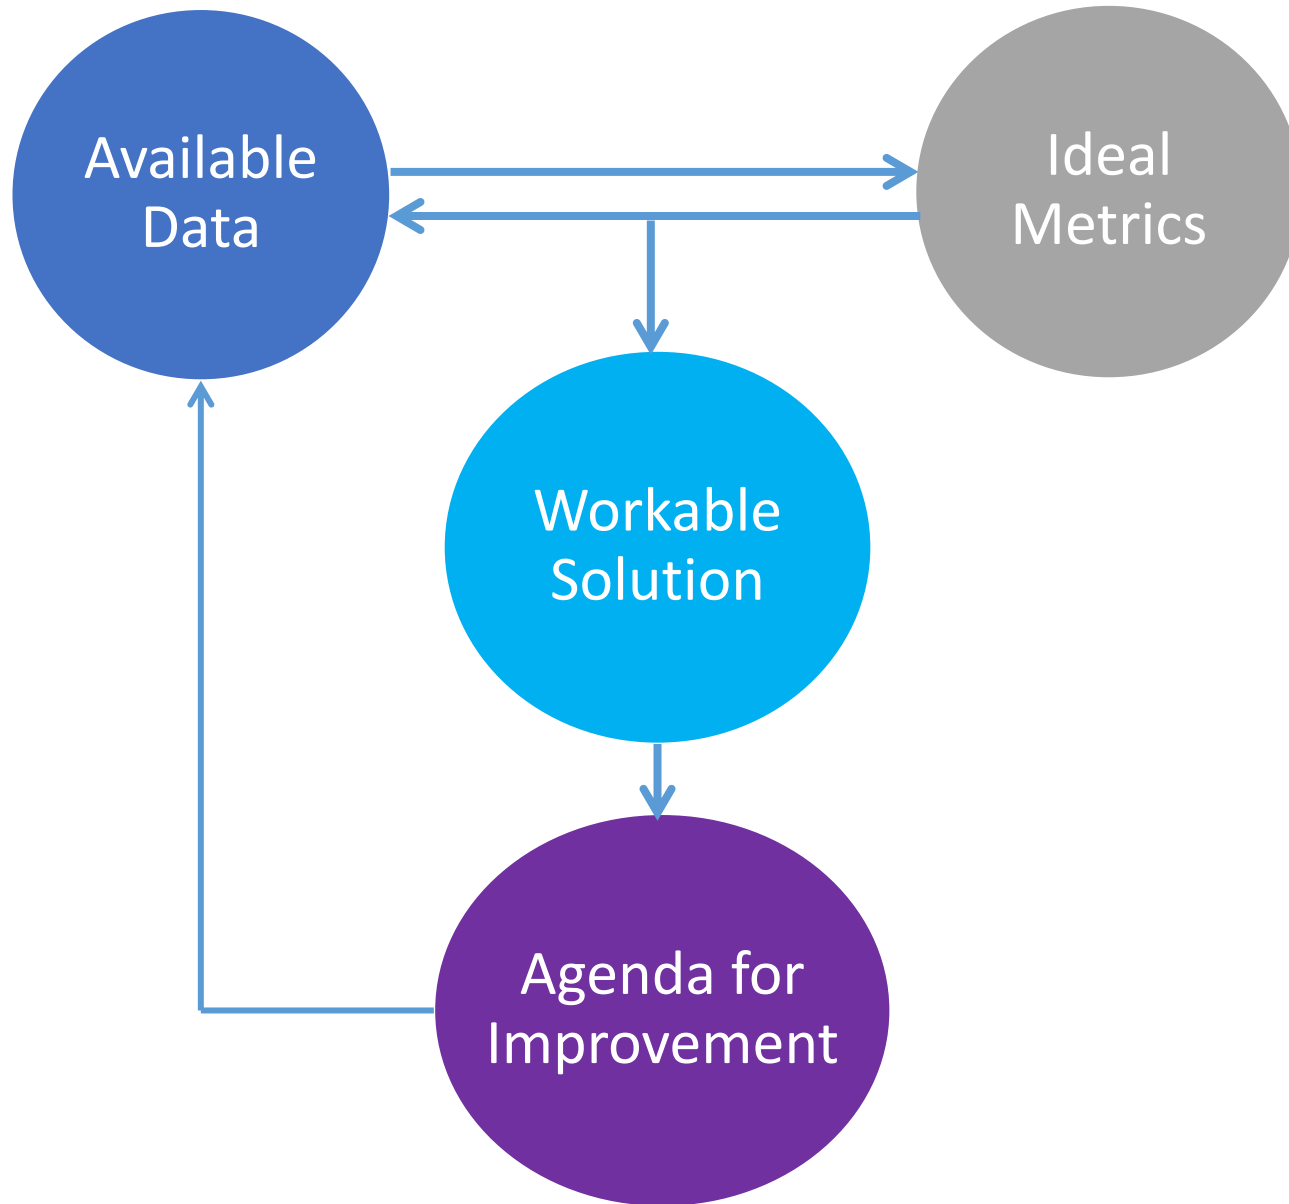 Available
Data
Ideal
Metrics
Workable
Solution
Agenda for
Improvement